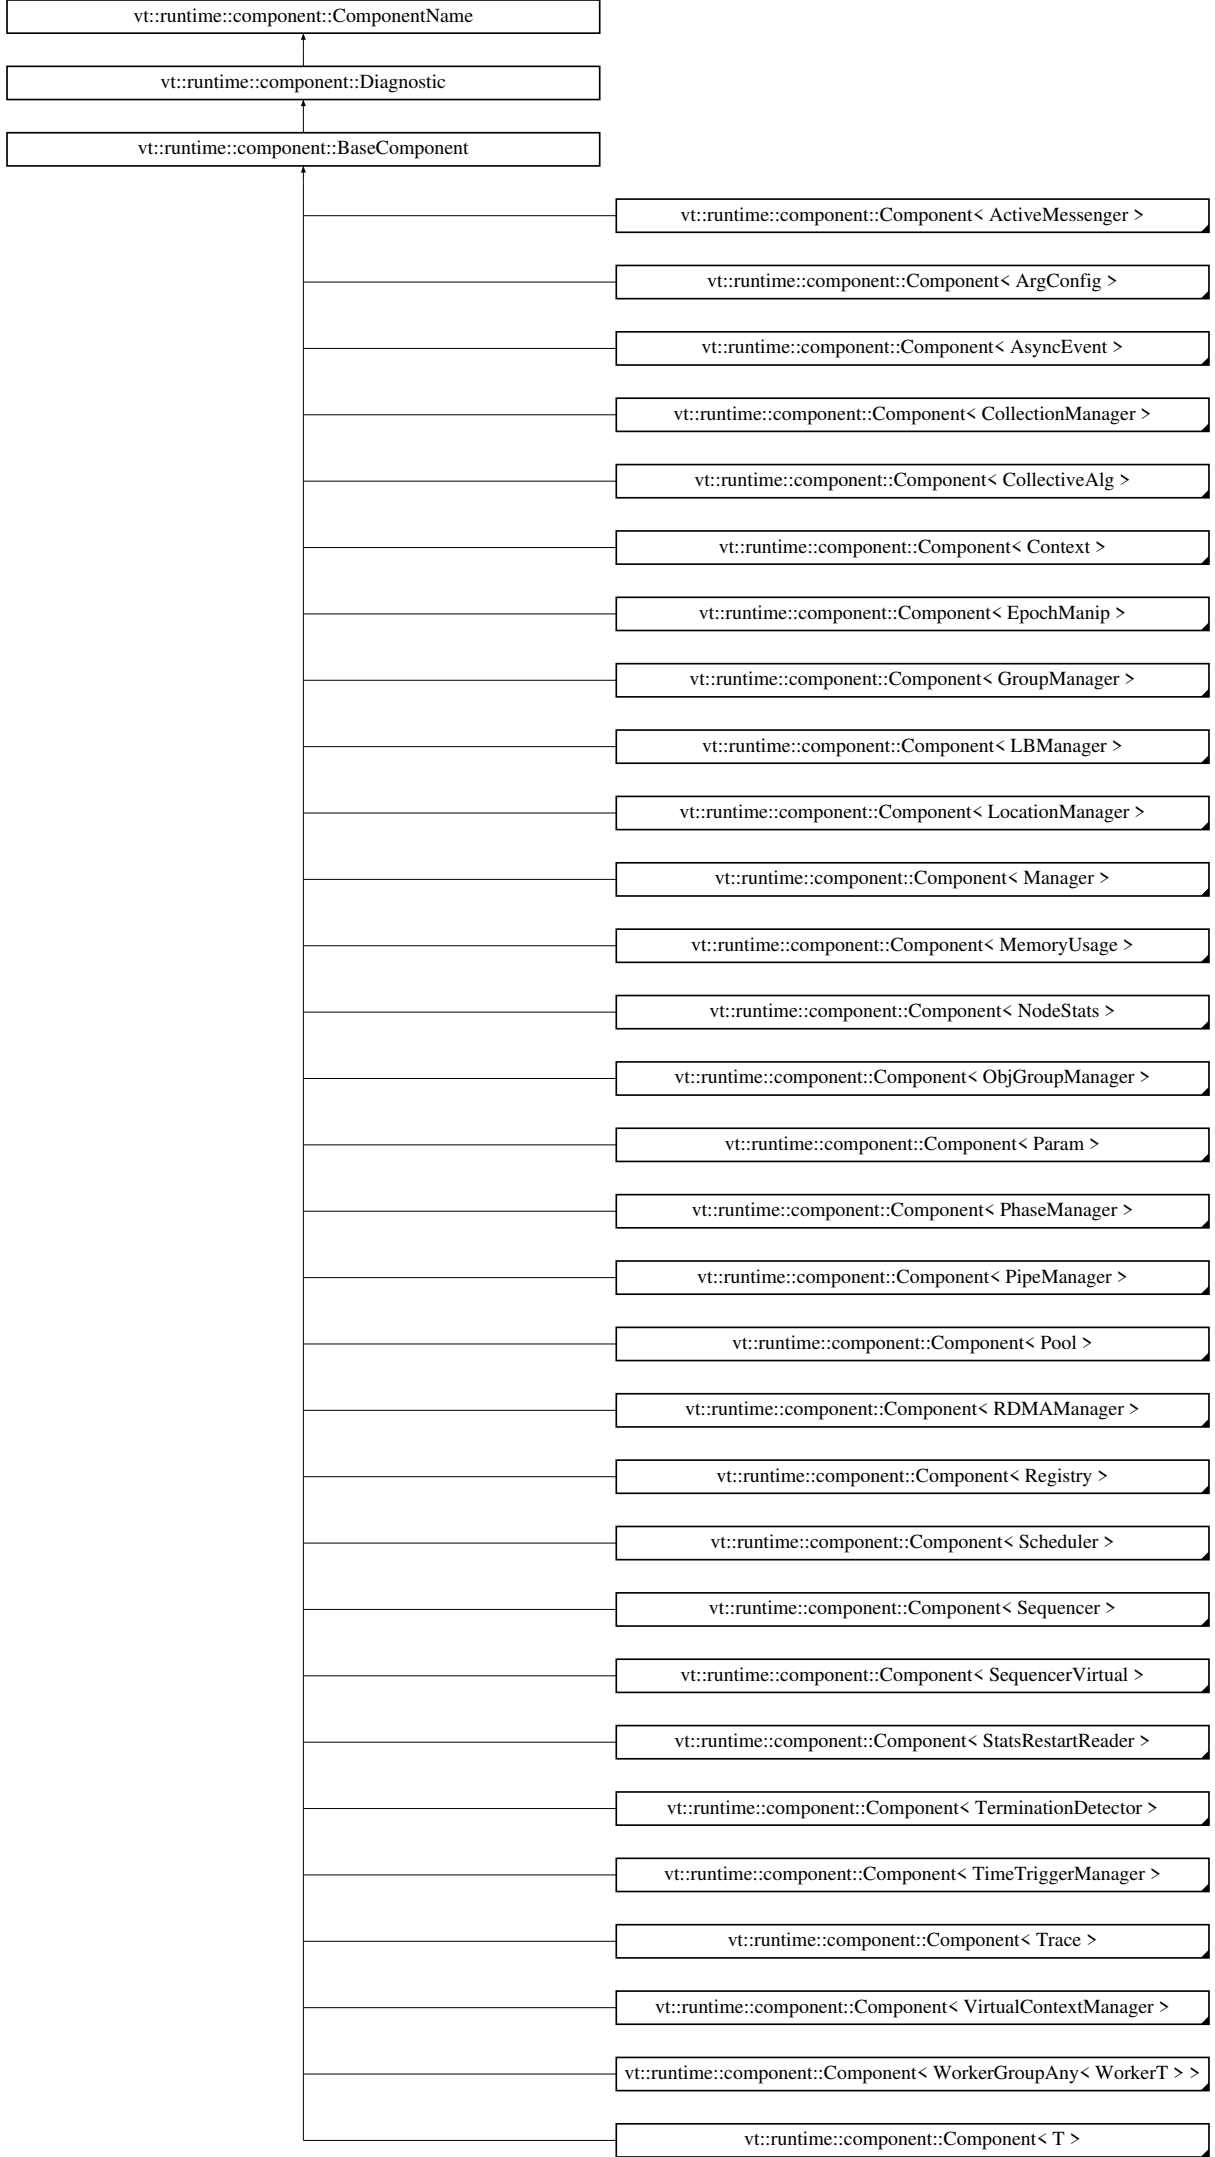 vt::runtime::component::ComponentName
vt::runtime::component::Diagnostic
vt::runtime::component::BaseComponent
vt::runtime::component::Component< ActiveMessenger >
vt::runtime::component::Component< ArgConfig >
vt::runtime::component::Component< AsyncEvent >
vt::runtime::component::Component< CollectionManager >
vt::runtime::component::Component< CollectiveAlg >
vt::runtime::component::Component< Context >
vt::runtime::component::Component< EpochManip >
vt::runtime::component::Component< GroupManager >
vt::runtime::component::Component< LBManager >
vt::runtime::component::Component< LocationManager >
vt::runtime::component::Component< Manager >
vt::runtime::component::Component< MemoryUsage >
vt::runtime::component::Component< NodeStats >
vt::runtime::component::Component< ObjGroupManager >
vt::runtime::component::Component< Param >
vt::runtime::component::Component< PhaseManager >
vt::runtime::component::Component< PipeManager >
vt::runtime::component::Component< Pool >
vt::runtime::component::Component< RDMAManager >
vt::runtime::component::Component< Registry >
vt::runtime::component::Component< Scheduler >
vt::runtime::component::Component< Sequencer >
vt::runtime::component::Component< SequencerVirtual >
vt::runtime::component::Component< StatsRestartReader >
vt::runtime::component::Component< TerminationDetector >
vt::runtime::component::Component< TimeTriggerManager >
vt::runtime::component::Component< Trace >
vt::runtime::component::Component< VirtualContextManager >
vt::runtime::component::Component< WorkerGroupAny< WorkerT > >
vt::runtime::component::Component< T >